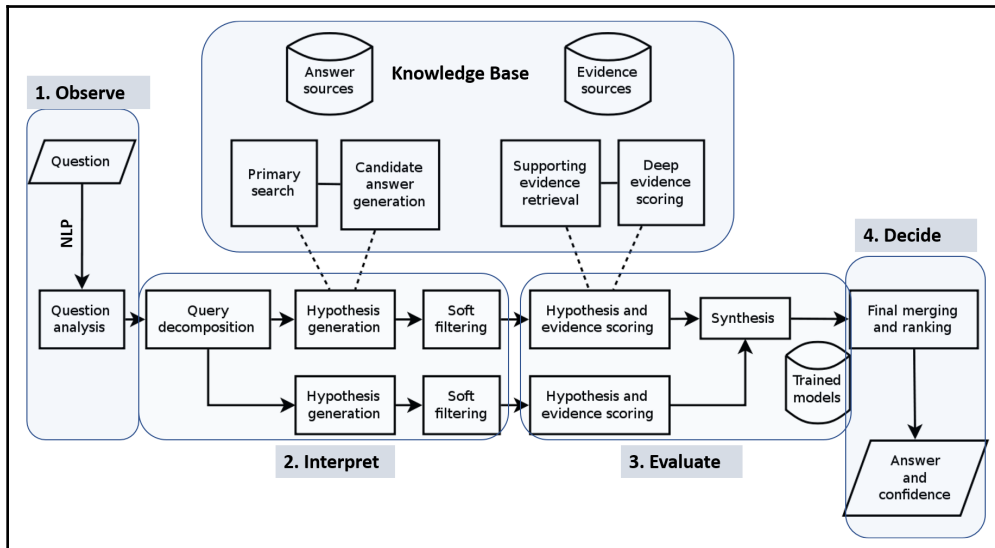 Knowledge Base
Answer
sources
Evidence
sources
1. Observe
Question
NLP
Question
analysis
Primary
search
Candidate
answer
generation
Supporting
evidence
retrieval
Deep
evidence
scoring
Query
decomposition
Hypothesis
generation
Soft
filtering
Hypothesis
generation
Soft
filtering
2. Interpret
Hypothesis and
evidence scoring
Synthesis
Hypothesis and
evidence scoring
Trained
models
3. Evaluate
4. Decide
Final merging
and ranking
Answer
and
confidence